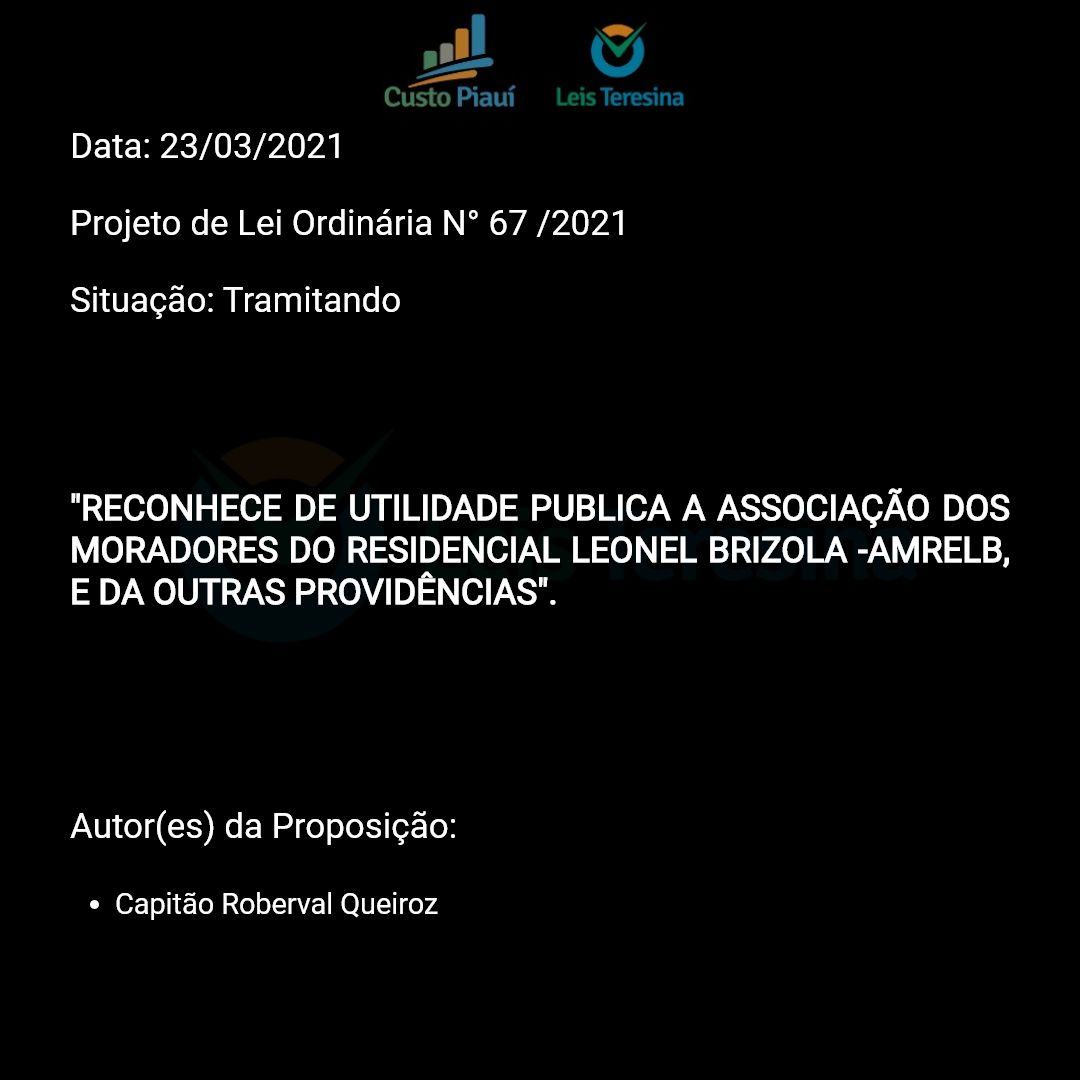 Custo Piauí Leis Teresina
Data: 23/03/2021
Projeto de Lei Ordinária N° 67 /2021
Situação: Tramitando
"RECONHECE DE UTILIDADE PUBLICA A ASSOCIAÇÃO DOS
MORADORES DO RESIDENCIAL LEONEL BRIZOLA -AMRELB,
E DA OUTRAS PROVIDÊNCIAS".
Autor(es) da Proposição:
• Capitão Roberval Queiroz